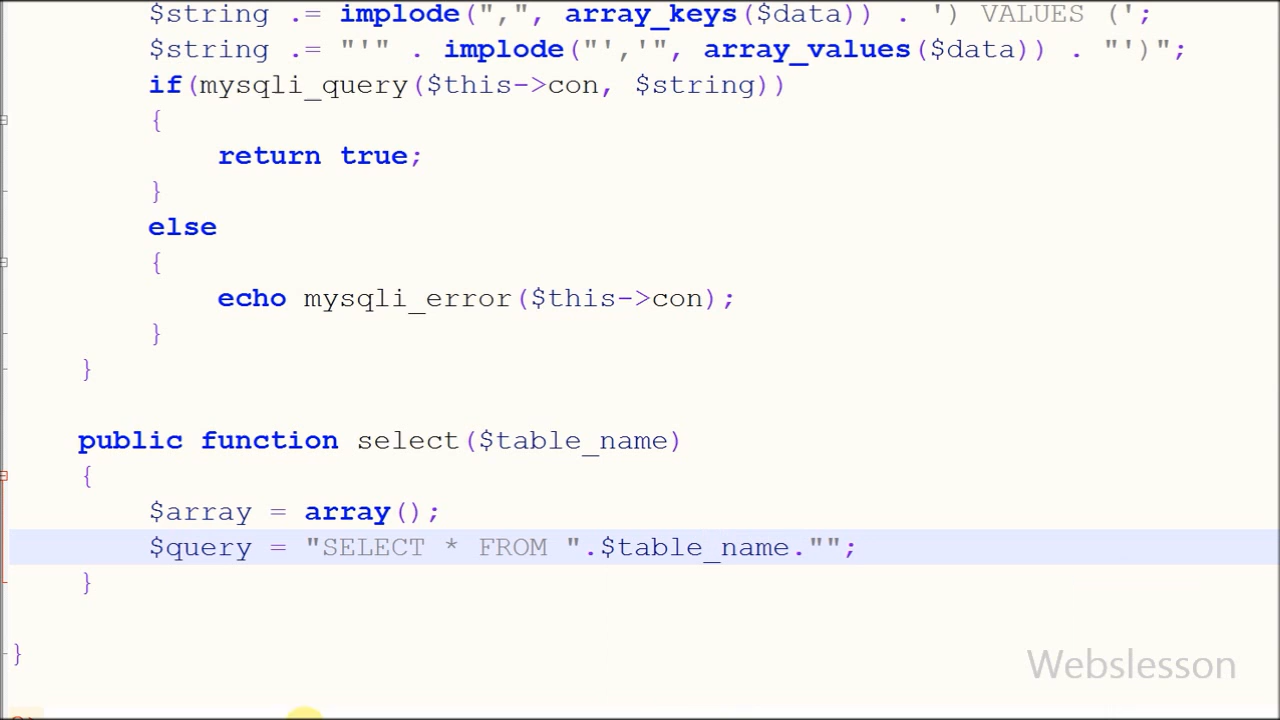 $string .= implode(",", array_keys($data)) . ') VALUES (';
$string .= "'" . implode("','", array_values($data)) . "')";
if(mysqli_query($this->con, $string))
{
return true;
}
else
{
echo mysqli_error($this->con);
}
}
public function select($table_name)
{
$array = array();
$query = "SELECT * FROM ".$table_name."";
}
}
Webslesson